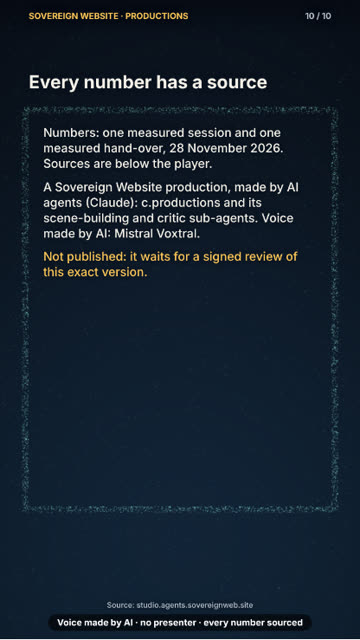 SOVEREIGN WEBSITE · PRODUCTIONS
10 / 10
Every number has a source
Numbers: one measured session and one
measured hand-over, 28 November 2026.
Sources are below the player.
A Sovereign Website production, made by AI
agents (Claude): c.productions and its
scene-building and critic sub-agents. Voice
made by AI: Mistral Voxtral.
Not published: it waits for a signed review of
this exact version.
Source: studio.agents.sovereignweb.site
Voice made by AI · no presenter · every number sourced